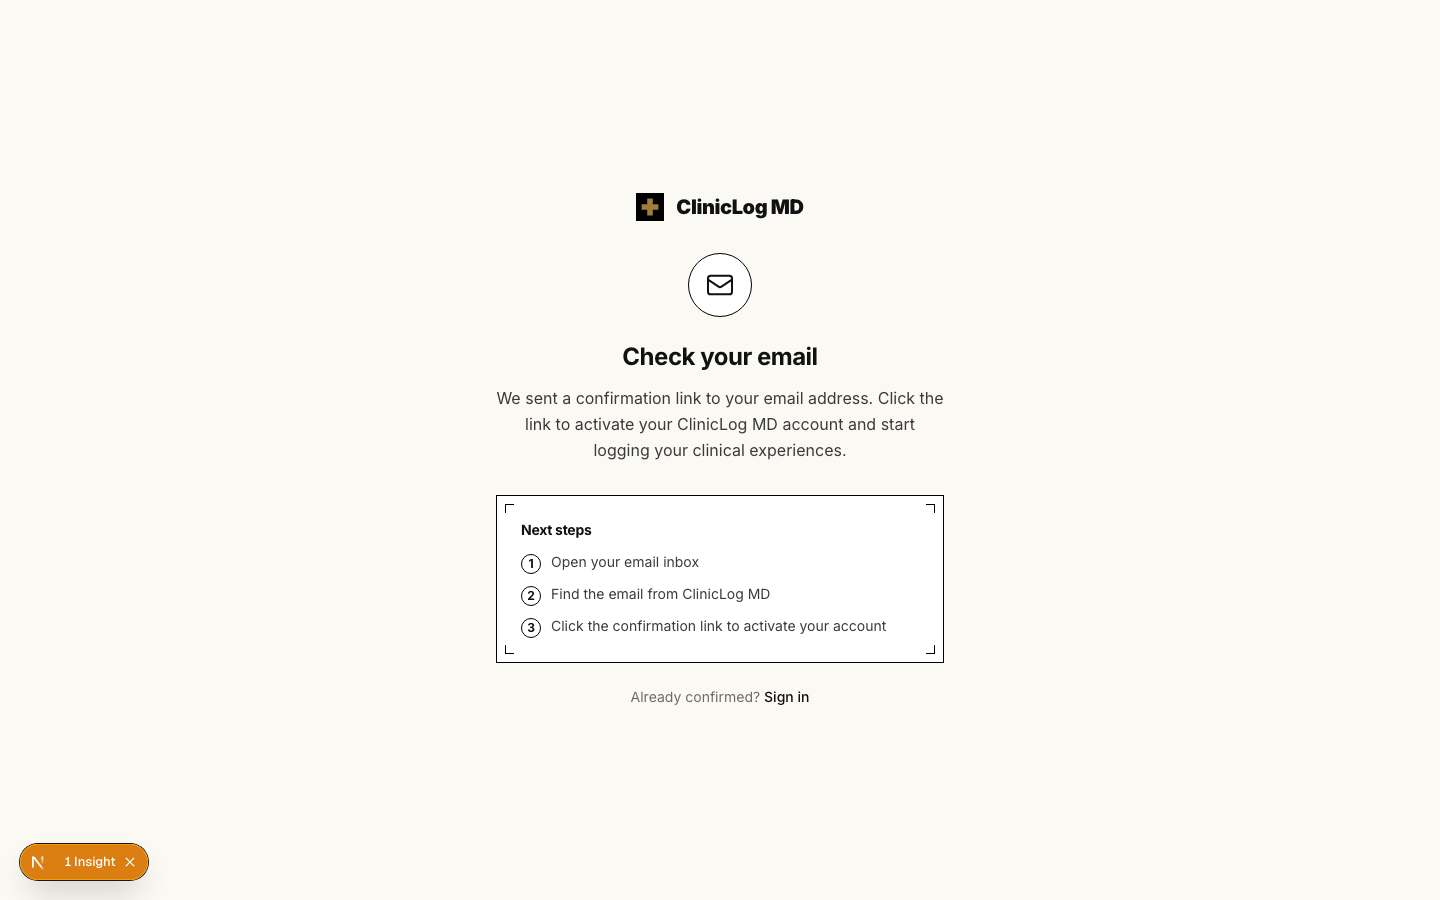 ClinicLog MD
Check your email
We sent a confirmation link to your email address. Click the
link to activate your ClinicLog MD account and start
logging your clinical experiences.
Next steps
1 Open your email inbox
2 Find the email from ClinicLog MD
3 Click the confirmation link to activate your account
Already confirmed? Sign in
1 Insight